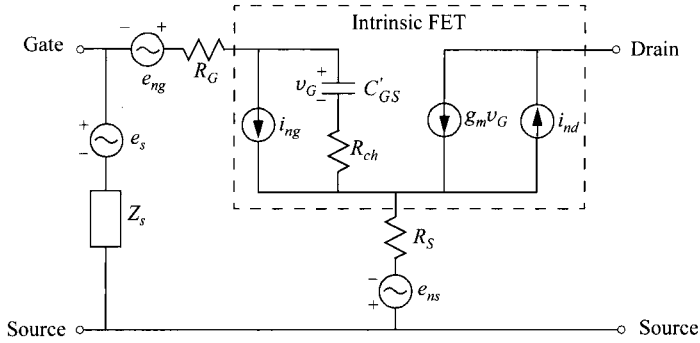 Intrinsic FET
Gate
− +
e_ng
R_G
Drain
+
v_G
−
C'_GS
i_ng
g_m v_G
i_nd
+
−
e_s
R_ch
Z_s
R_S
−
+
e_ns
Source
Source